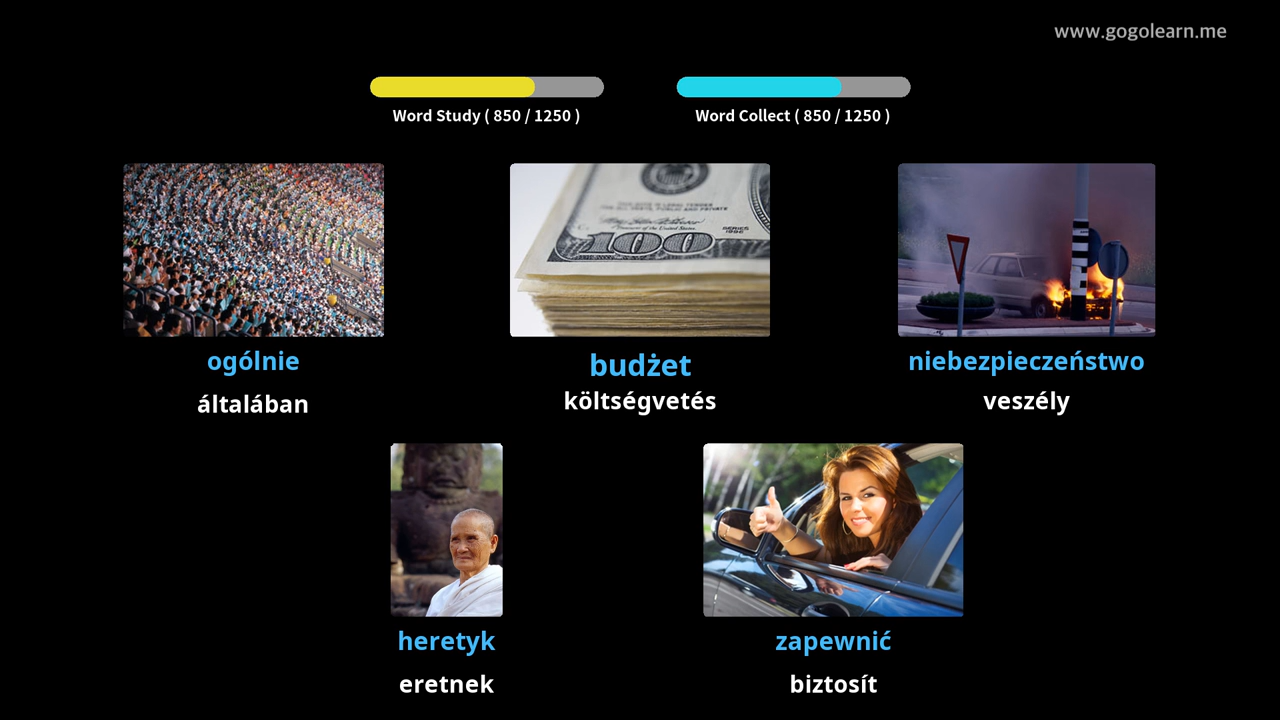 www.gogolearn.me
Word Study ( 850 / 1250 )
Word Collect ( 850 / 1250 )
100
ogólnie
általában
budżet
költségvetés
niebezpieczeństwo
veszély
heretyk
eretnek
zapewnić
biztosít